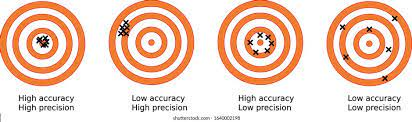 High accuracy
High precision
Low accuracy
High precision
High accuracy
Low precision
Low accuracy
Low precision
shutterstock.com · 1640002198